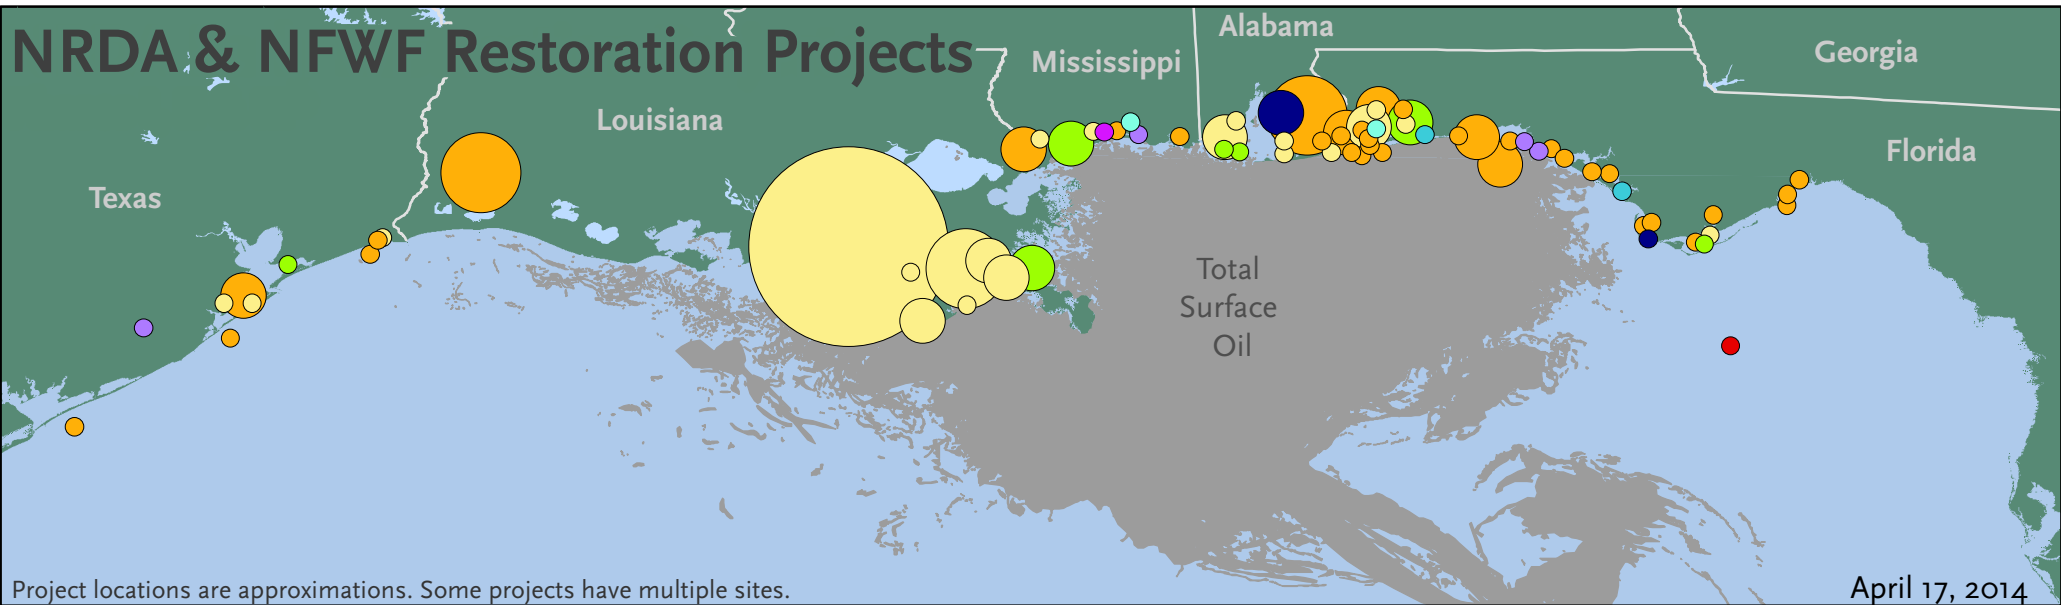 NRDA & NFWF Restoration Projects
Alabama
Mississippi
Georgia
Louisiana
Florida
Texas
Total
Surface
Oil
Project locations are approximations. Some projects have multiple sites.
April 17, 2014